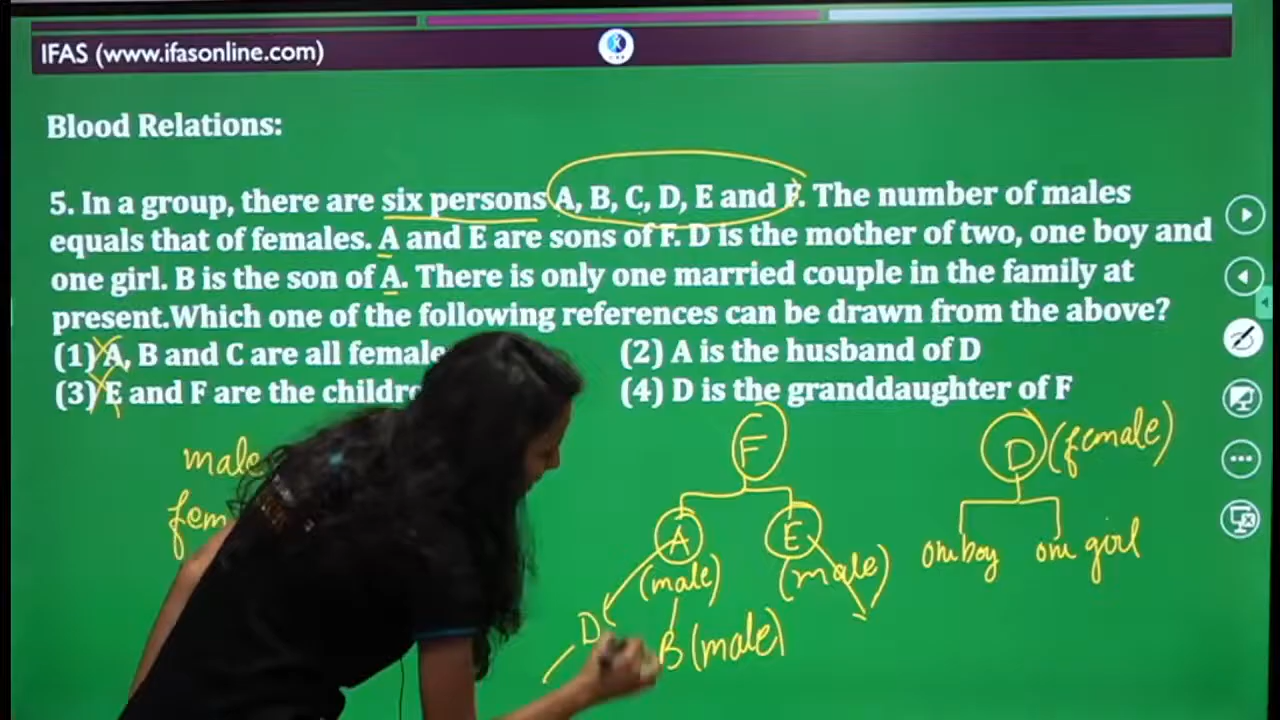 IFAS (www.ifasonline.com)
Blood Relations:
5. In a group, there are six persons A, B, C, D, E and F. The number of males
equals that of females. A and E are sons of F. D is the mother of two, one boy and
one girl. B is the son of A. There is only one married couple in the family at
present.Which one of the following references can be drawn from the above?
(1) A, B and C are all female
(2) A is the husband of D
(3) E and F are the childre
(4) D is the granddaughter of F
male
F
D (female)
fem
A
E
one boy
one girl
(male)
(male)
D
B (male)